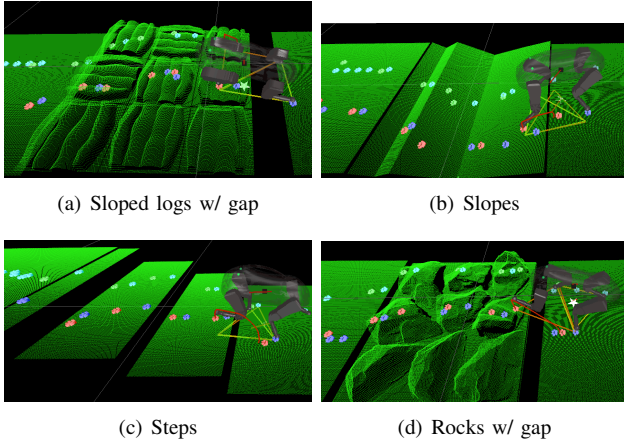 (a) Sloped logs w/ gap
(b) Slopes
(c) Steps
(d) Rocks w/ gap